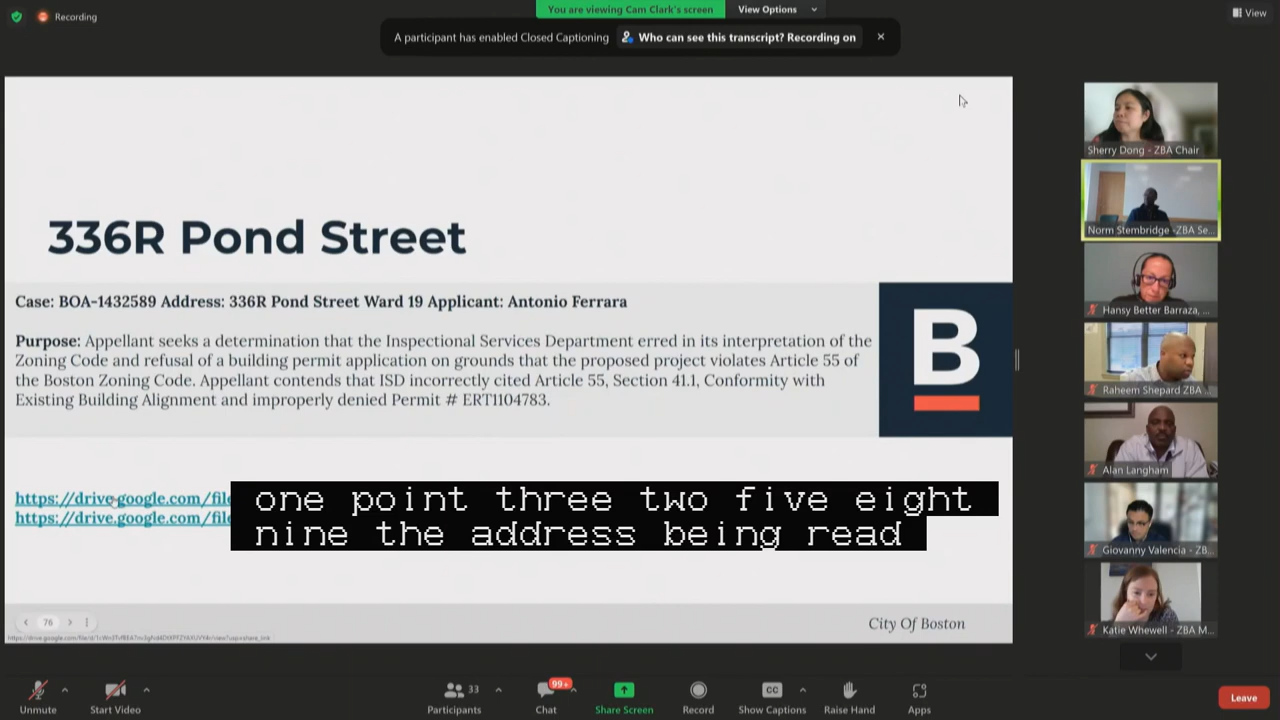 Recording
You are viewing Cam Clark's screen
View Options
View
A participant has enabled Closed Captioning
Who can see this transcript? Recording on
336R Pond Street
Case: BOA-1432589 Address: 336R Pond Street Ward 19 Applicant: Antonio Ferrara
Purpose: Appellant seeks a determination that the Inspectional Services Department erred in its interpretation of the
Zoning Code and refusal of a building permit application on grounds that the proposed project violates Article 55 of
the Boston Zoning Code. Appellant contends that ISD incorrectly cited Article 55, Section 41.1, Conformity with
Existing Building Alignment and improperly denied Permit # ERT1104783.
B
https://drive.google.com/file
https://drive.google.com/file
one point three two five eight
nine the address being read
76
City Of Boston
Sherry Dong - ZBA Chair
Norm Stembridge -ZBA Se...
Hansy Better Barraza, ...
Raheem Shepard ZBA ...
Alan Langham
Giovanny Valencia - ZB...
Katie Whewell - ZBA M...
Unmute
Start Video
33
Participants
99+
Chat
Share Screen
Record
CC
Show Captions
Raise Hand
Apps
Leave